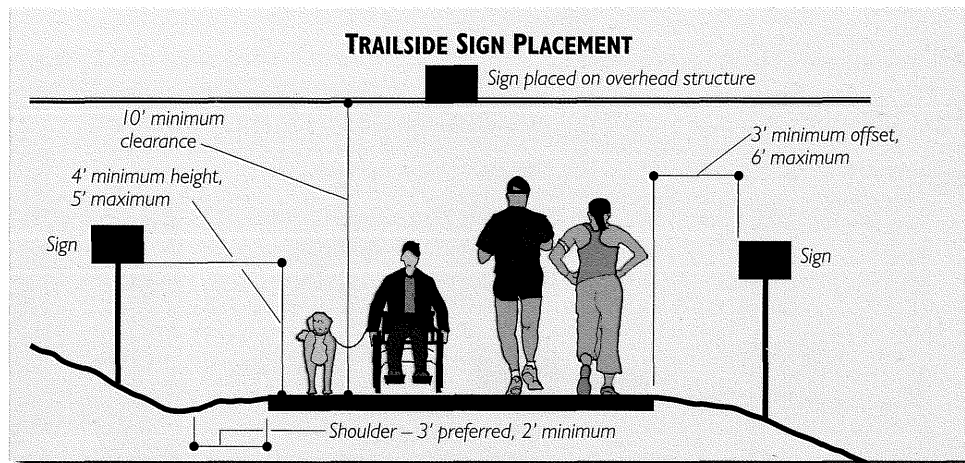 TRAILSIDE SIGN PLACEMENT
Sign placed on overhead structure
10' minimum
clearance
3' minimum offset,
6' maximum
4' minimum height,
5' maximum
Sign
Sign
Shoulder – 3' preferred, 2' minimum